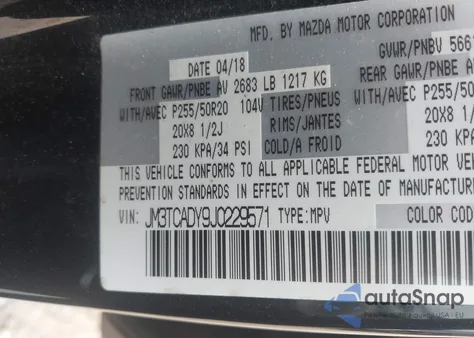 MFD. BY MAZDA MOTOR CORPORATION
DATE 04/18 GVWR/PNBV 566
FRONT GAWR/PNBE AV 2683 LB 1217 KG REAR GAWR/PNBE A
WITH/AVEC P255/50R20 104V TIRES/PNEUS WITH/AVEC P255/50
20X8 1/2J RIMS/JANTES 20X8 1/
230 KPA/34 PSI COLD/A FROID 230 KPA/3
THIS VEHICLE CONFORMS TO ALL APPLICABLE FEDERAL MOTOR VEH
PREVENTION STANDARDS IN EFFECT ON THE DATE OF MANUFACTURE
VIN: JM3TCADY9J0229571 TYPE:MPV COLOR COD
autoSnap